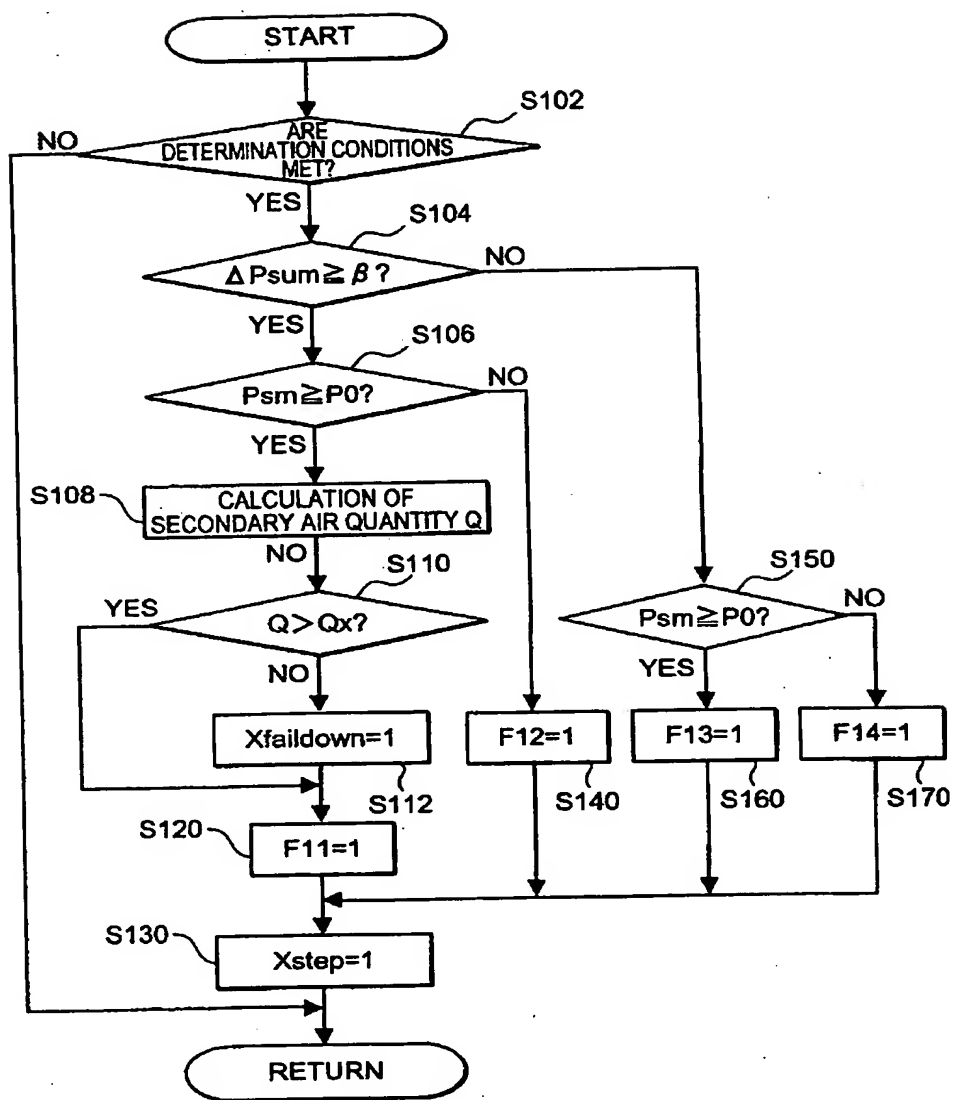 START
S102
NO
ARE
DETERMINATION CONDITIONS
MET?
YES
S104
ΔPsum≧β?
NO
YES
S106
Psm≧P0?
NO
YES
S108
CALCULATION OF
SECONDARY AIR QUANTITY Q
NO
S110
YES
Q>Qx?
NO
S150
Psm≧P0?
NO
YES
Xfaildown=1
S112
F12=1
S140
F13=1
S160
F14=1
S170
S120
F11=1
S130
Xstep=1
RETURN